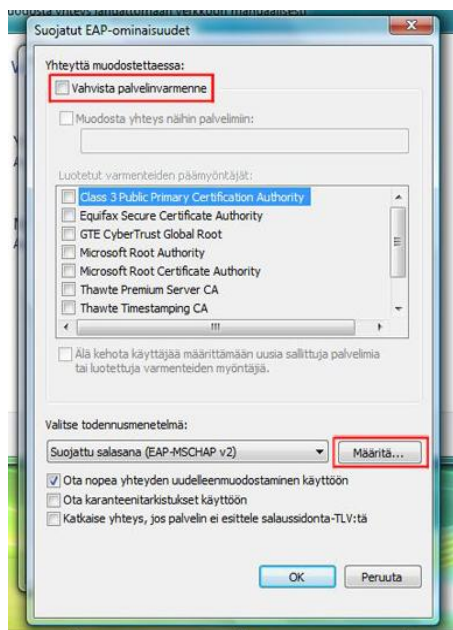 yhteys langattomaan verkkoon manuaalisesti
Suojatut EAP-ominaisuudet
Yhteyttä muodostettaessa:
Vahvista palvelinvarmenne
Muodosta yhteys näihin palvelimiin:
Luotetut varmenteiden päämyöntäjät:
Class 3 Public Primary Certification Authority
Equifax Secure Certificate Authority
GTE CyberTrust Global Root
Microsoft Root Authority
Microsoft Root Certificate Authority
Thawte Premium Server CA
Thawte Timestamping CA
Älä kehota käyttäjää määrittämään uusia sallittuja palvelimia
tai luotettuja varmenteiden myöntäjiä.
Valitse todennusmenetelmä:
Suojattu salasana (EAP-MSCHAP v2)
Määritä...
Ota nopea yhteyden uudelleenmuodostaminen käyttöön
Ota karanteenitarkistukset käyttöön
Katkaise yhteys, jos palvelin ei esittele salaussidonta-TLV:tä
OK
Peruuta